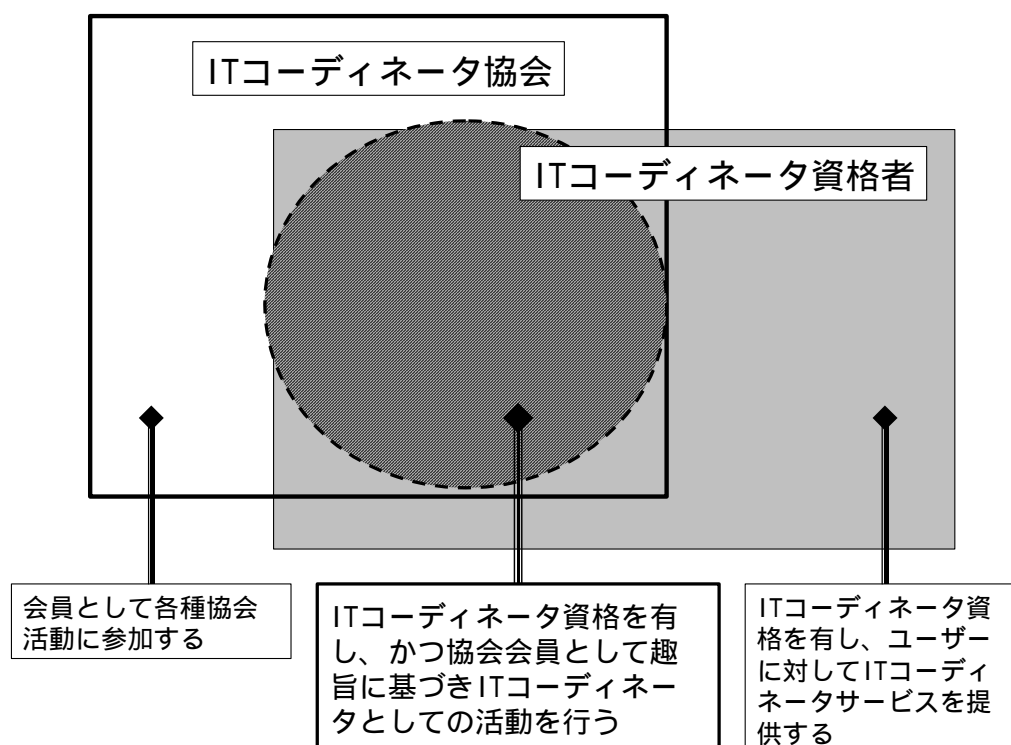 ITコーディネータ協会
ITコーディネータ資格者
会員として各種協会
活動に参加する
ITコーディネータ資格を有
し、かつ協会会員として趣
旨に基づきITコーディネー
タとしての活動を行う
ITコーディネータ資
格を有し、ユーザー
に対してITコーディ
ネータサービスを提
供する